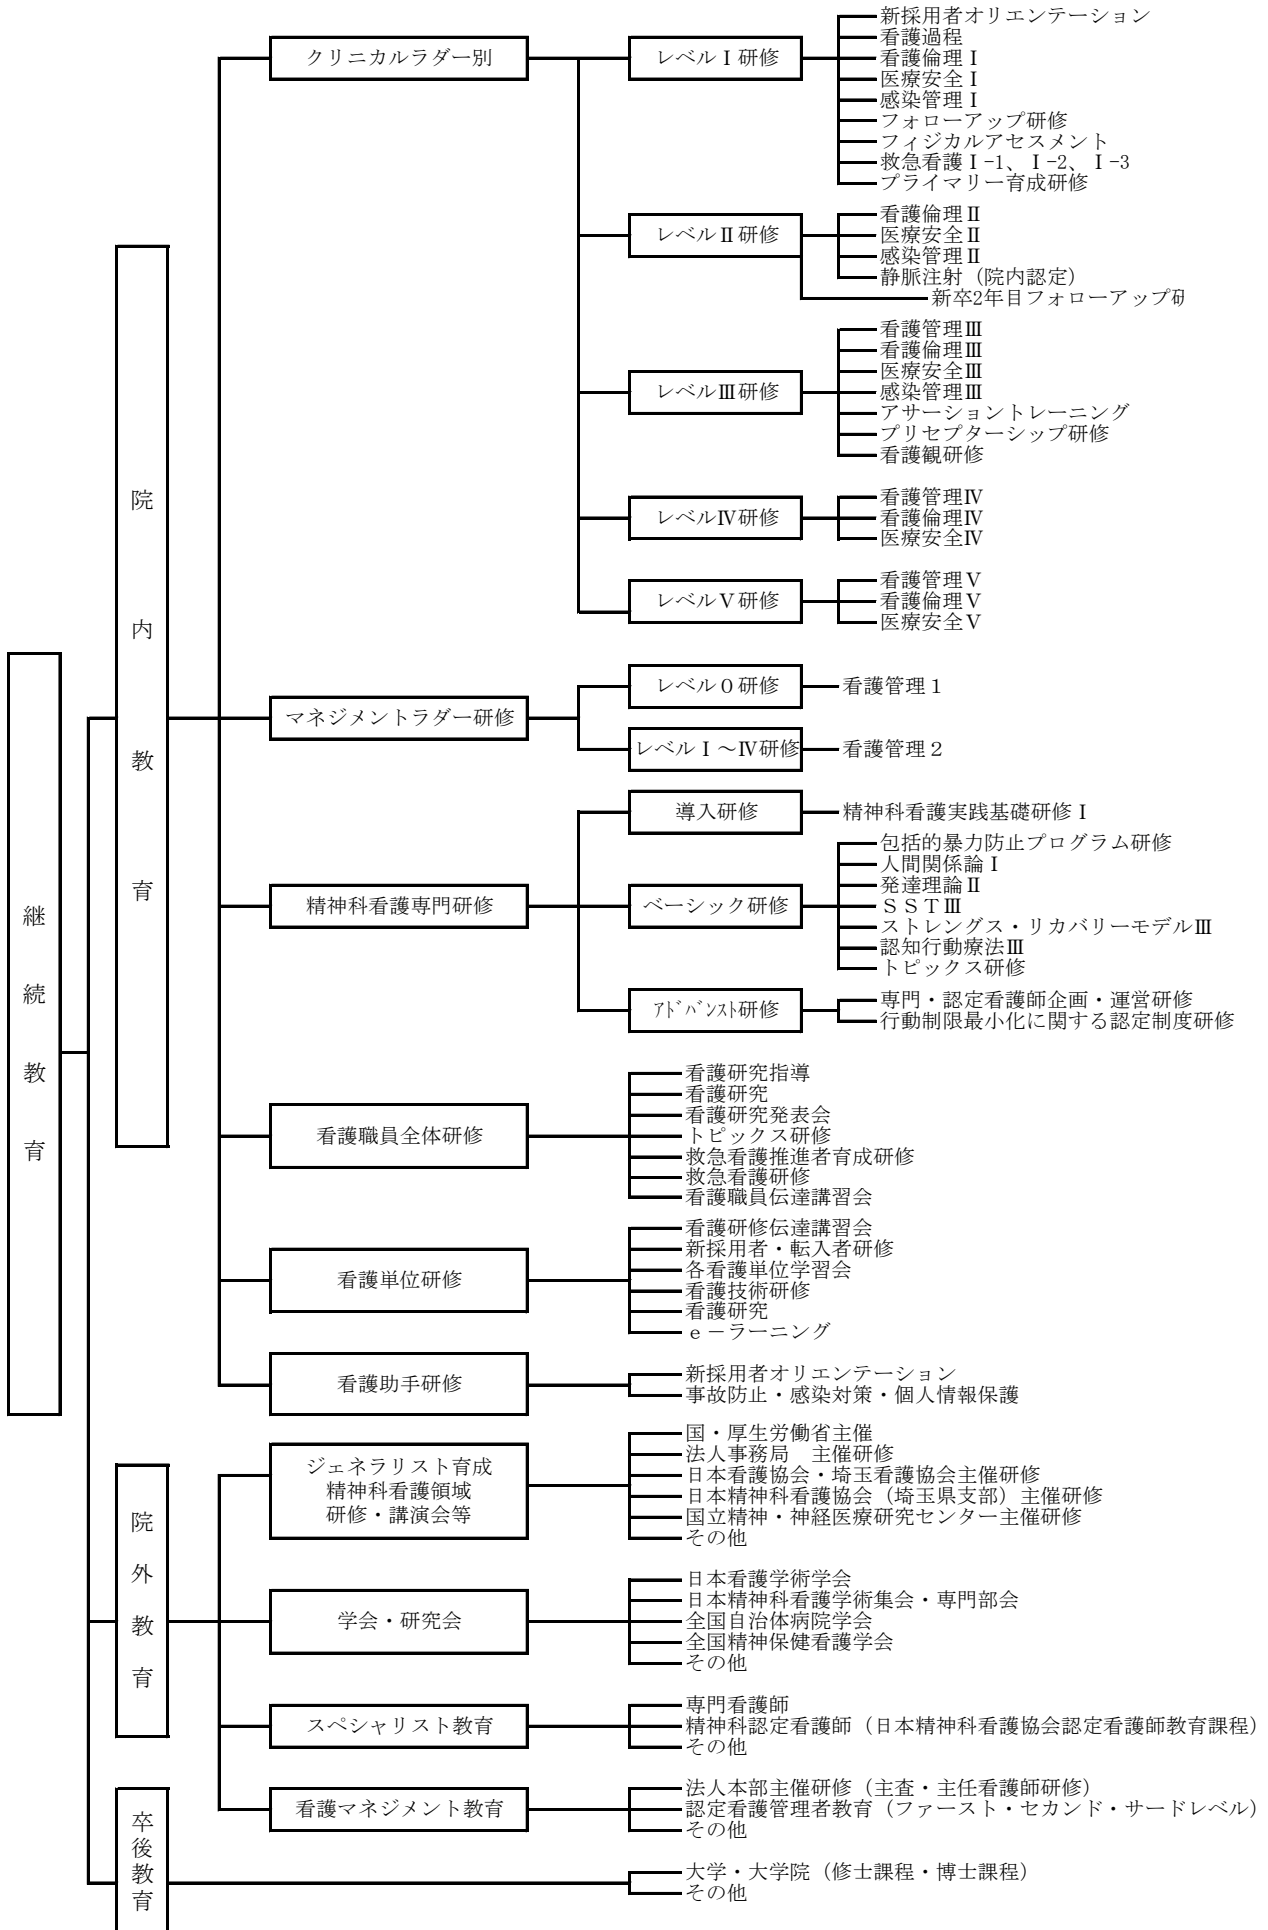 継続教育
院内教育
クリニカルラダー別
レベルⅠ研修
新採用者オリエンテーション
看護過程
看護倫理Ⅰ
医療安全Ⅰ
感染管理Ⅰ
フォローアップ研修
フィジカルアセスメント
救急看護Ⅰ-1、Ⅰ-2、Ⅰ-3
プライマリー育成研修
レベルⅡ研修
看護倫理Ⅱ
医療安全Ⅱ
感染管理Ⅱ
静脈注射（院内認定）
新卒2年目フォローアップ研
レベルⅢ研修
看護管理Ⅲ
看護倫理Ⅲ
医療安全Ⅲ
感染管理Ⅲ
アサーショントレーニング
プリセプターシップ研修
看護観研修
レベルⅣ研修
看護管理Ⅳ
看護倫理Ⅳ
医療安全Ⅳ
レベルⅤ研修
看護管理Ⅴ
看護倫理Ⅴ
医療安全Ⅴ
マネジメントラダー研修
レベル０研修
看護管理１
レベルⅠ～Ⅳ研修
看護管理２
精神科看護専門研修
導入研修
精神科看護実践基礎研修Ⅰ
ベーシック研修
包括的暴力防止プログラム研修
人間関係論Ⅰ
発達理論Ⅱ
ＳＳＴⅢ
ストレングス・リカバリーモデルⅢ
認知行動療法Ⅲ
トピックス研修
ｱﾄﾞﾊﾞﾝｽﾄ研修
専門・認定看護師企画・運営研修
行動制限最小化に関する認定制度研修
看護職員全体研修
看護研究指導
看護研究
看護研究発表会
トピックス研修
救急看護推進者育成研修
救急看護研修
看護職員伝達講習会
看護単位研修
看護研修伝達講習会
新採用者・転入者研修
各看護単位学習会
看護技術研修
看護研究
ｅ－ラーニング
看護助手研修
新採用者オリエンテーション
事故防止・感染対策・個人情報保護
院外教育
ジェネラリスト育成
精神科看護領域
研修・講演会等
国・厚生労働省主催
法人事務局　主催研修
日本看護協会・埼玉看護協会主催研修
日本精神科看護協会（埼玉県支部）主催研修
国立精神・神経医療研究センター主催研修
その他
学会・研究会
日本看護学術学会
日本精神科看護学術集会・専門部会
全国自治体病院学会
全国精神保健看護学会
その他
スペシャリスト教育
専門看護師
精神科認定看護師（日本精神科看護協会認定看護師教育課程）
その他
看護マネジメント教育
法人本部主催研修（主査・主任看護師研修）
認定看護管理者教育（ファースト・セカンド・サードレベル）
その他
卒後教育
大学・大学院（修士課程・博士課程）
その他